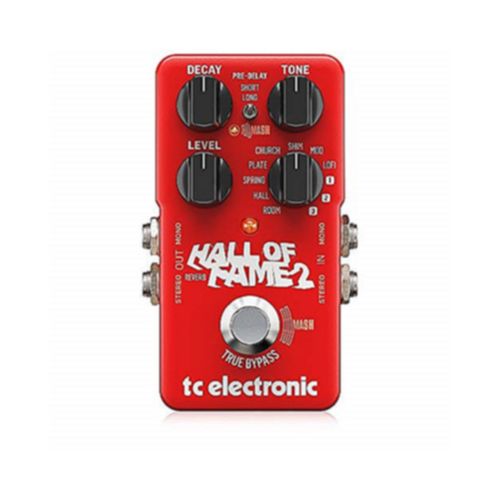 DECAY
PRE-DELAY
TONE
SHORT
LONG
MASH
LEVEL
CHURCH
SHIM
MOD
PLATE
LOFI
SPRING
1
HALL
2
ROOM
3
STEREO OUT MONO
HALL OF
FAME 2
REVERB
STEREO IN MONO
MASH
TRUE BYPASS
tc electronic